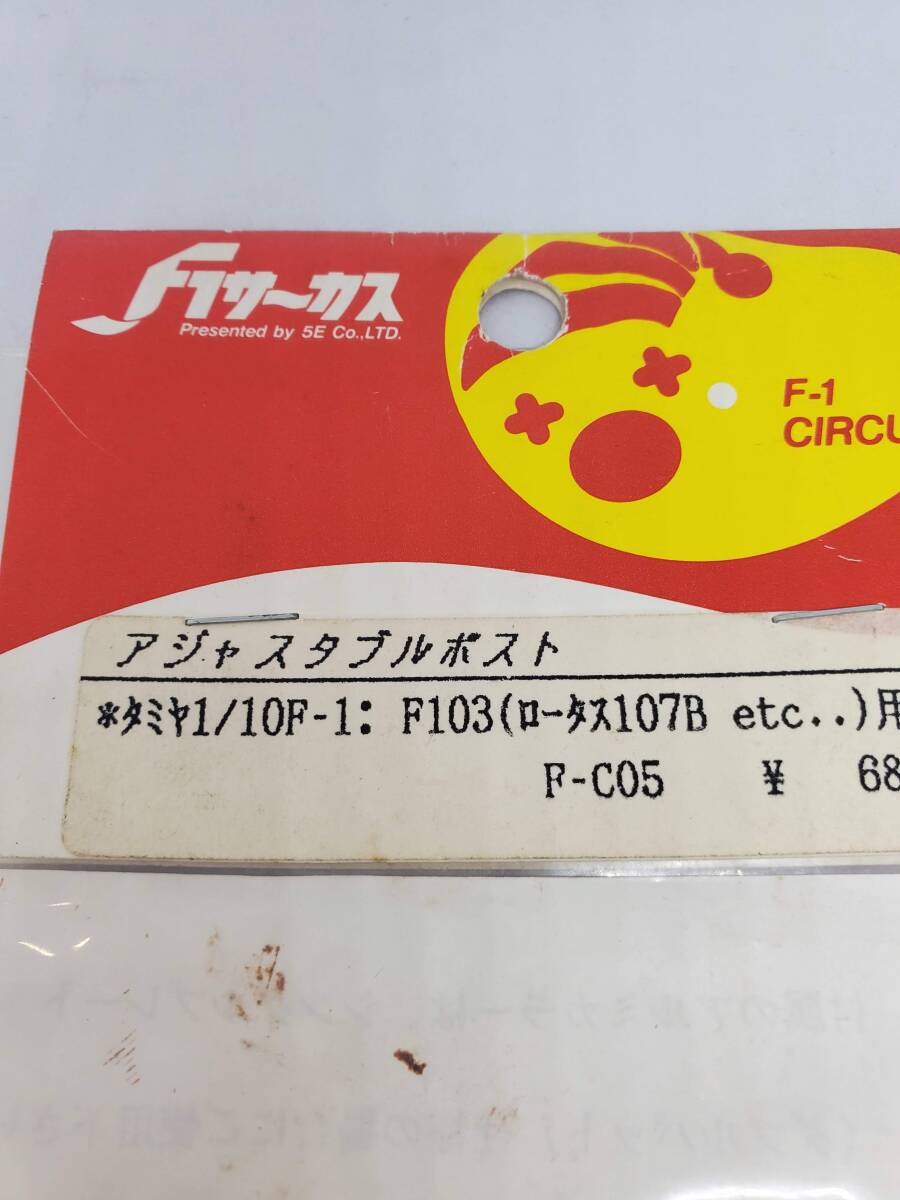 F1サーカス
Presented by 5E Co.,LTD.
F-1
CIRCU
アジャスタブルポスト
*タミヤ1/10F-1: F103(ロータス107B etc..)用
F-C05 ¥ 68